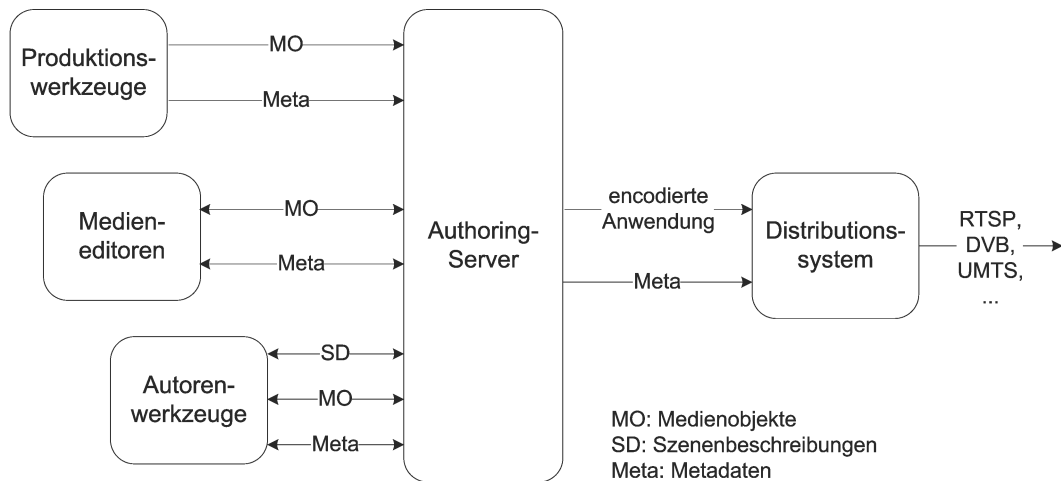 Produktions-
werkzeuge
MO
Meta
Medien-
editoren
MO
Meta
Autoren-
werkzeuge
SD
MO
Meta
Authoring-
Server
encodierte
Anwendung
Meta
Distributions-
system
RTSP,
DVB,
UMTS,
...
MO: Medienobjekte
SD: Szenenbeschreibungen
Meta: Metadaten